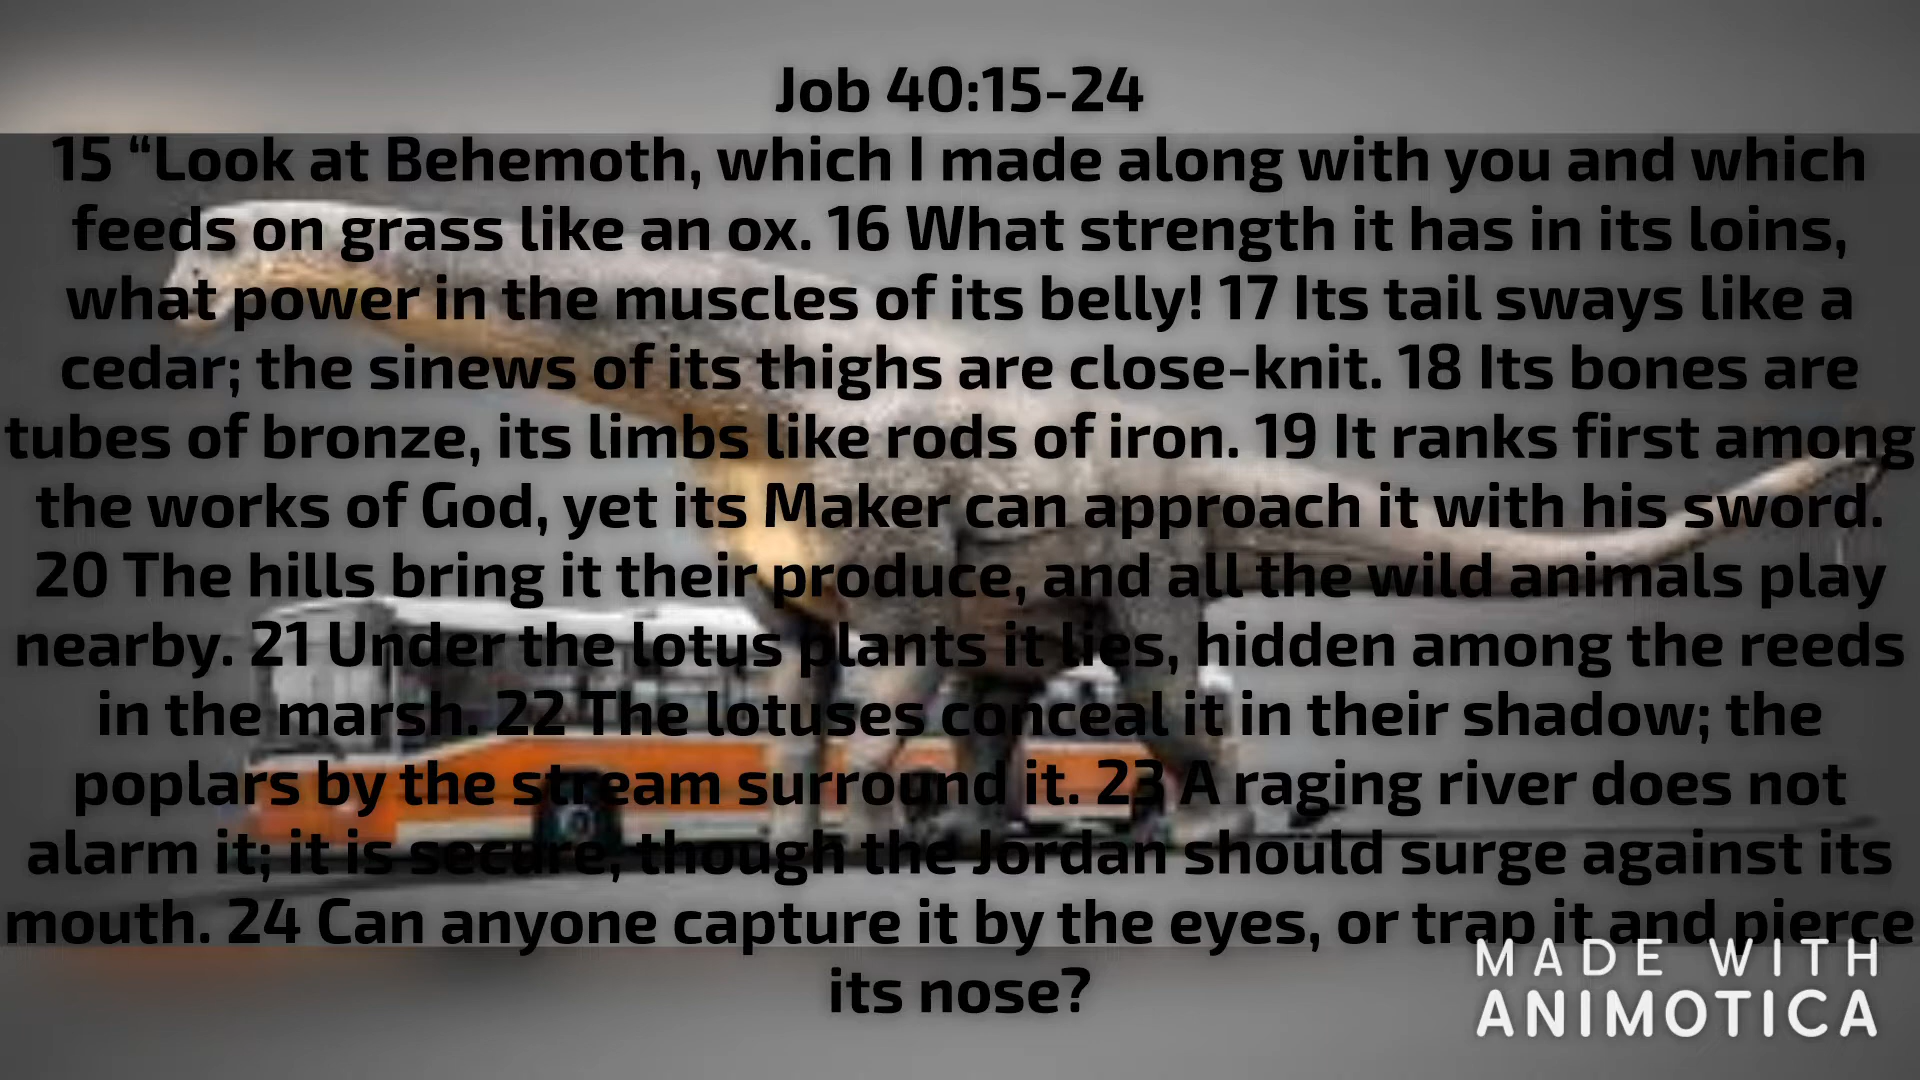 Job 40:15-24
15 “Look at Behemoth, which I made along with you and which
feeds on grass like an ox. 16 What strength it has in its loins,
what power in the muscles of its belly! 17 Its tail sways like a
cedar; the sinews of its thighs are close-knit. 18 Its bones are
tubes of bronze, its limbs like rods of iron. 19 It ranks first among
the works of God, yet its Maker can approach it with his sword.
20 The hills bring it their produce, and all the wild animals play
nearby. 21 Under the lotus plants it lies, hidden among the reeds
in the marsh. 22 The lotuses conceal it in their shadow; the
poplars by the stream surround it. 23 A raging river does not
alarm it; it is secure, though the Jordan should surge against its
mouth. 24 Can anyone capture it by the eyes, or trap it and pierce
its nose?
MADE WITH
ANIMOTICA